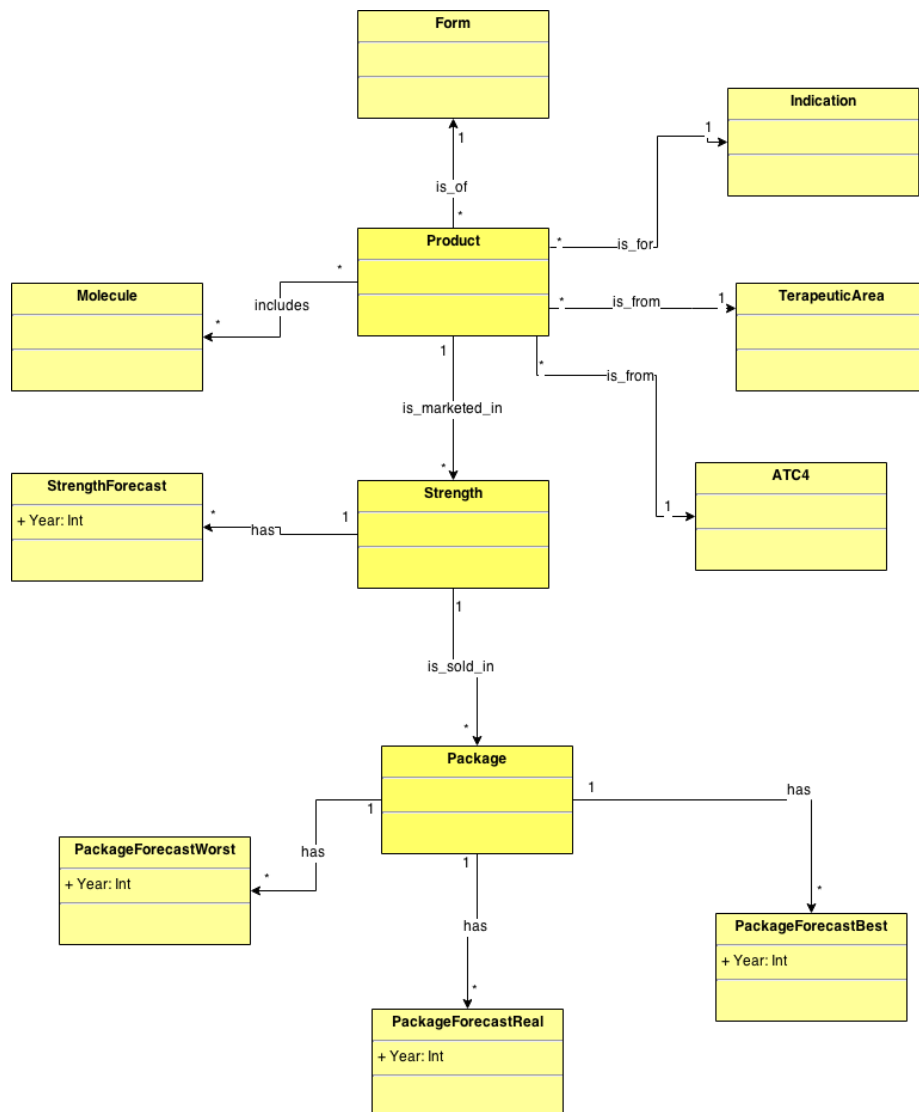 Form
Indication
1
1
is_of
*
Product
*
is_for
*
Molecule
includes
*
*
is_from
1
TerapeuticArea
1
*
is_from
is_marketed_in
*
StrengthForecast
+ Year: Int
*
has
1
Strength
ATC4
1
1
is_sold_in
*
Package
1
has
1
has
PackageForecastWorst
+ Year: Int
*
1
has
*
PackageForecastBest
+ Year: Int
*
PackageForecastReal
+ Year: Int